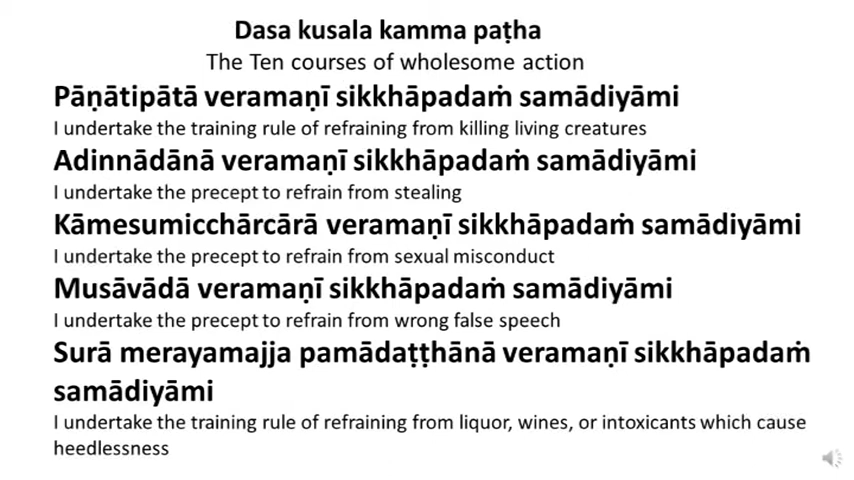 Dasa kusala kamma paṭha
The Ten courses of wholesome action
Pāṇātipātā veramaṇī sikkhāpadaṁ samādiyāmi
I undertake the training rule of refraining from killing living creatures
Adinnādānā veramaṇī sikkhāpadaṁ samādiyāmi
I undertake the precept to refrain from stealing
Kāmesumicchārcārā veramaṇī sikkhāpadaṁ samādiyāmi
I undertake the precept to refrain from sexual misconduct
Musāvādā veramaṇī sikkhāpadaṁ samādiyāmi
I undertake the precept to refrain from wrong false speech
Surā merayamajja pamādaṭṭhānā veramaṇī sikkhāpadaṁ
samādiyāmi
I undertake the training rule of refraining from liquor, wines, or intoxicants which cause
heedlessness